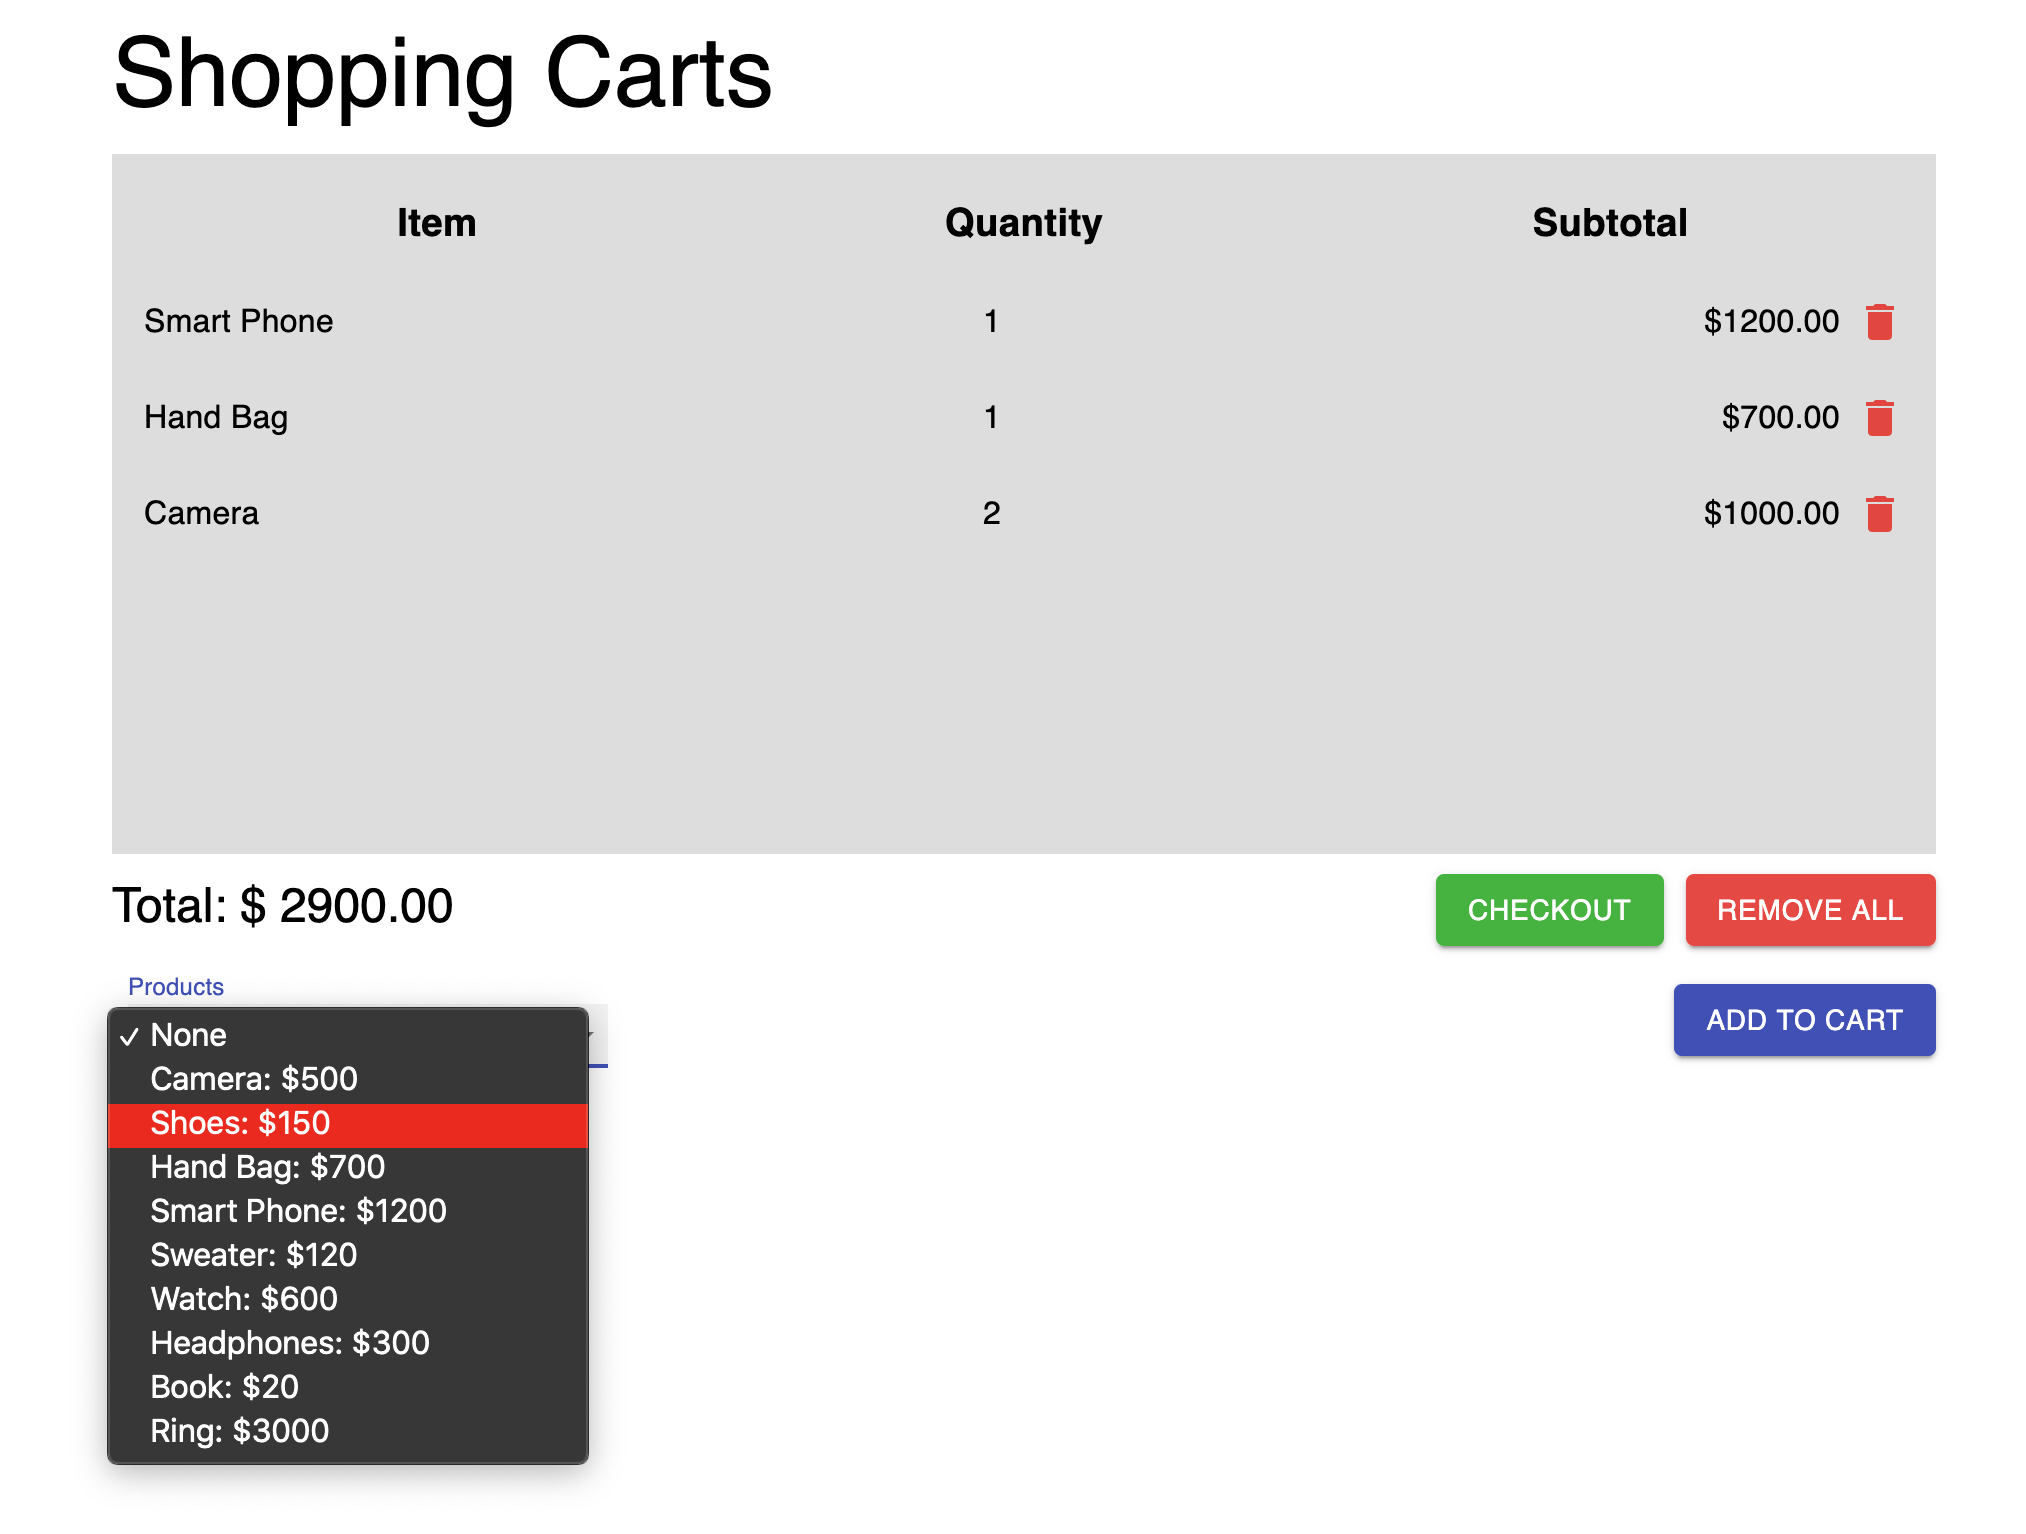 Shopping Carts
Item Quantity Subtotal
Smart Phone 1 $1200.00
Hand Bag 1 $700.00
Camera 2 $1000.00
Total: $ 2900.00
CHECKOUT REMOVE ALL
Products
ADD TO CART
✓ None
Camera: $500
Shoes: $150
Hand Bag: $700
Smart Phone: $1200
Sweater: $120
Watch: $600
Headphones: $300
Book: $20
Ring: $3000